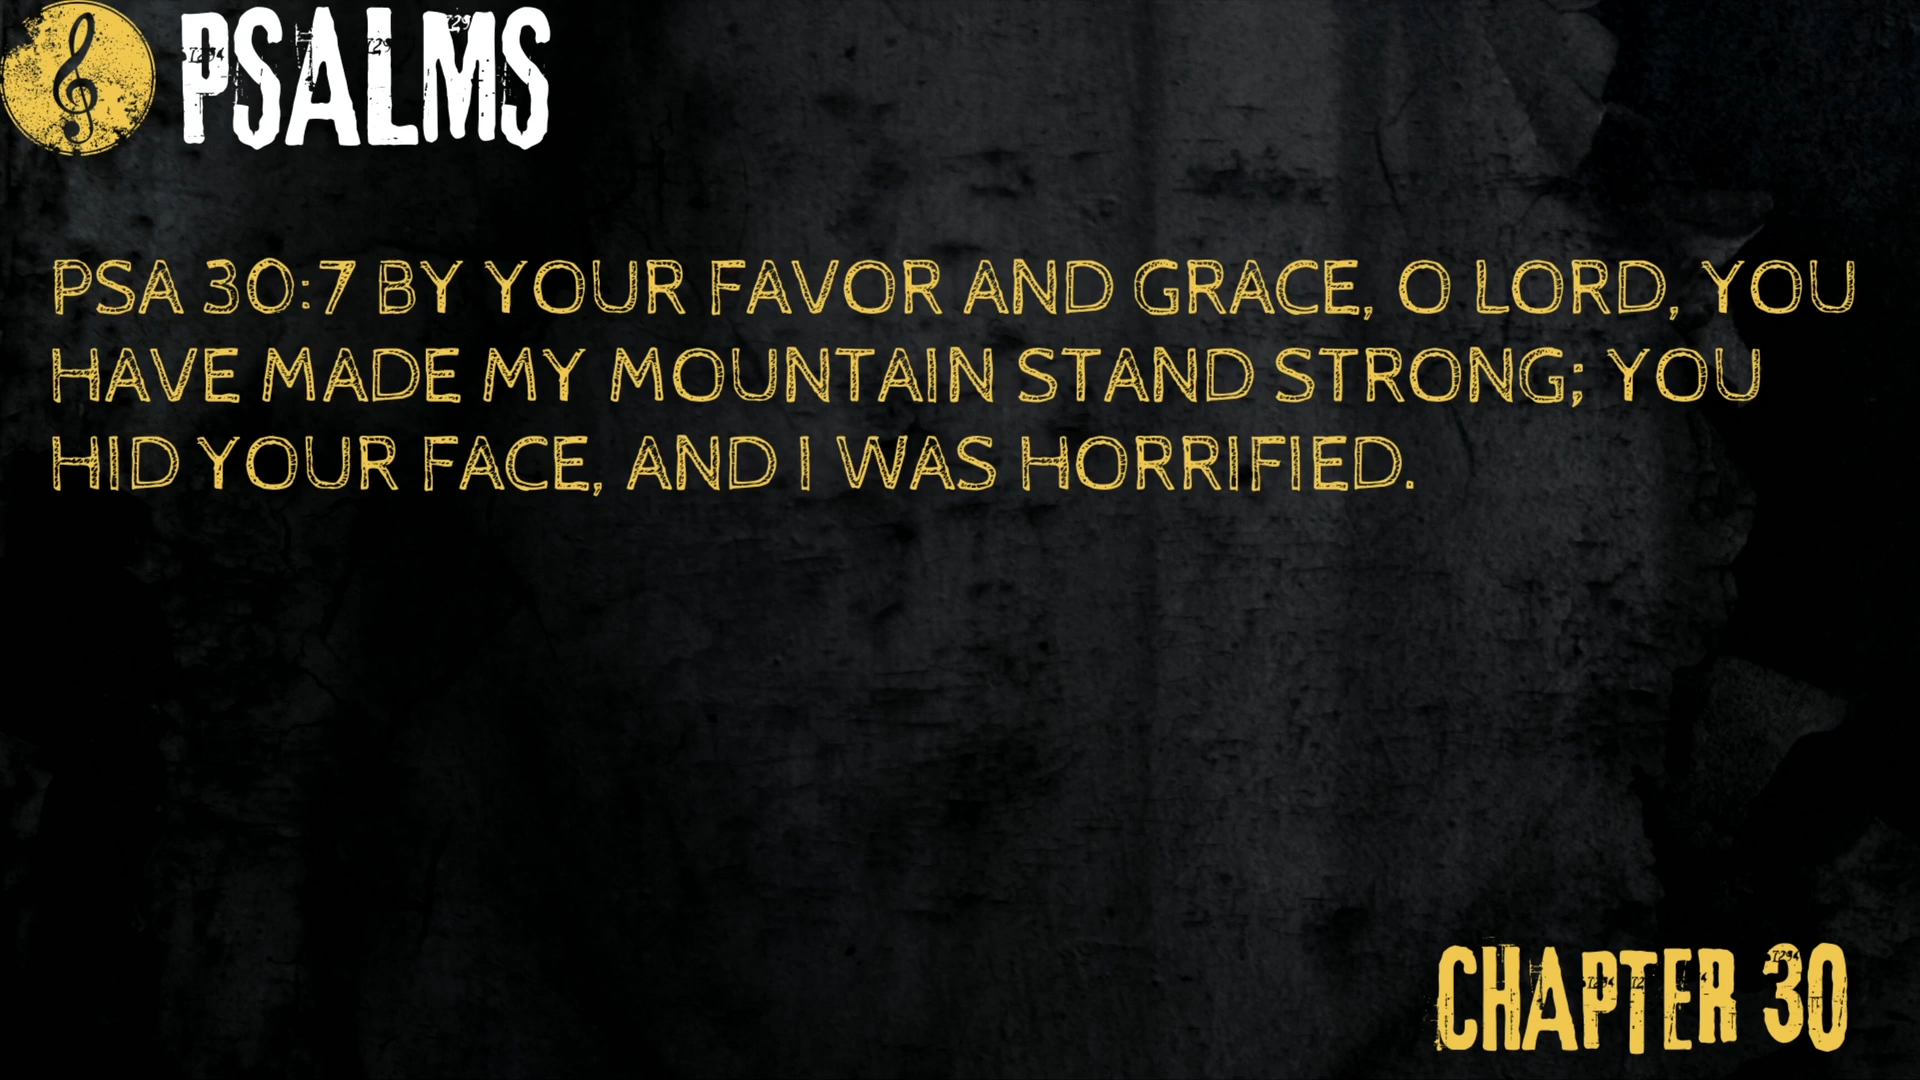 PSALMS
PSA 30:7 BY YOUR FAVOR AND GRACE, O LORD, YOU
HAVE MADE MY MOUNTAIN STAND STRONG; YOU
HID YOUR FACE, AND I WAS HORRIFIED.
CHAPTER 30